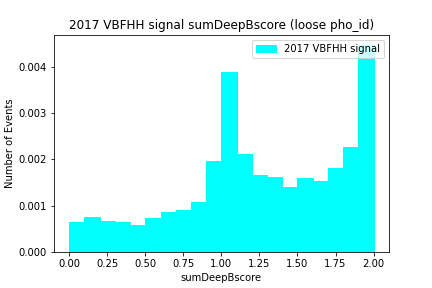 2017 VBFHH signal sumDeepBscore (loose pho_id)
2017 VBFHH signal
Number of Events
0.004
0.003
0.002
0.001
0.000
0.00 0.25 0.50 0.75 1.00 1.25 1.50 1.75 2.00
sumDeepBscore